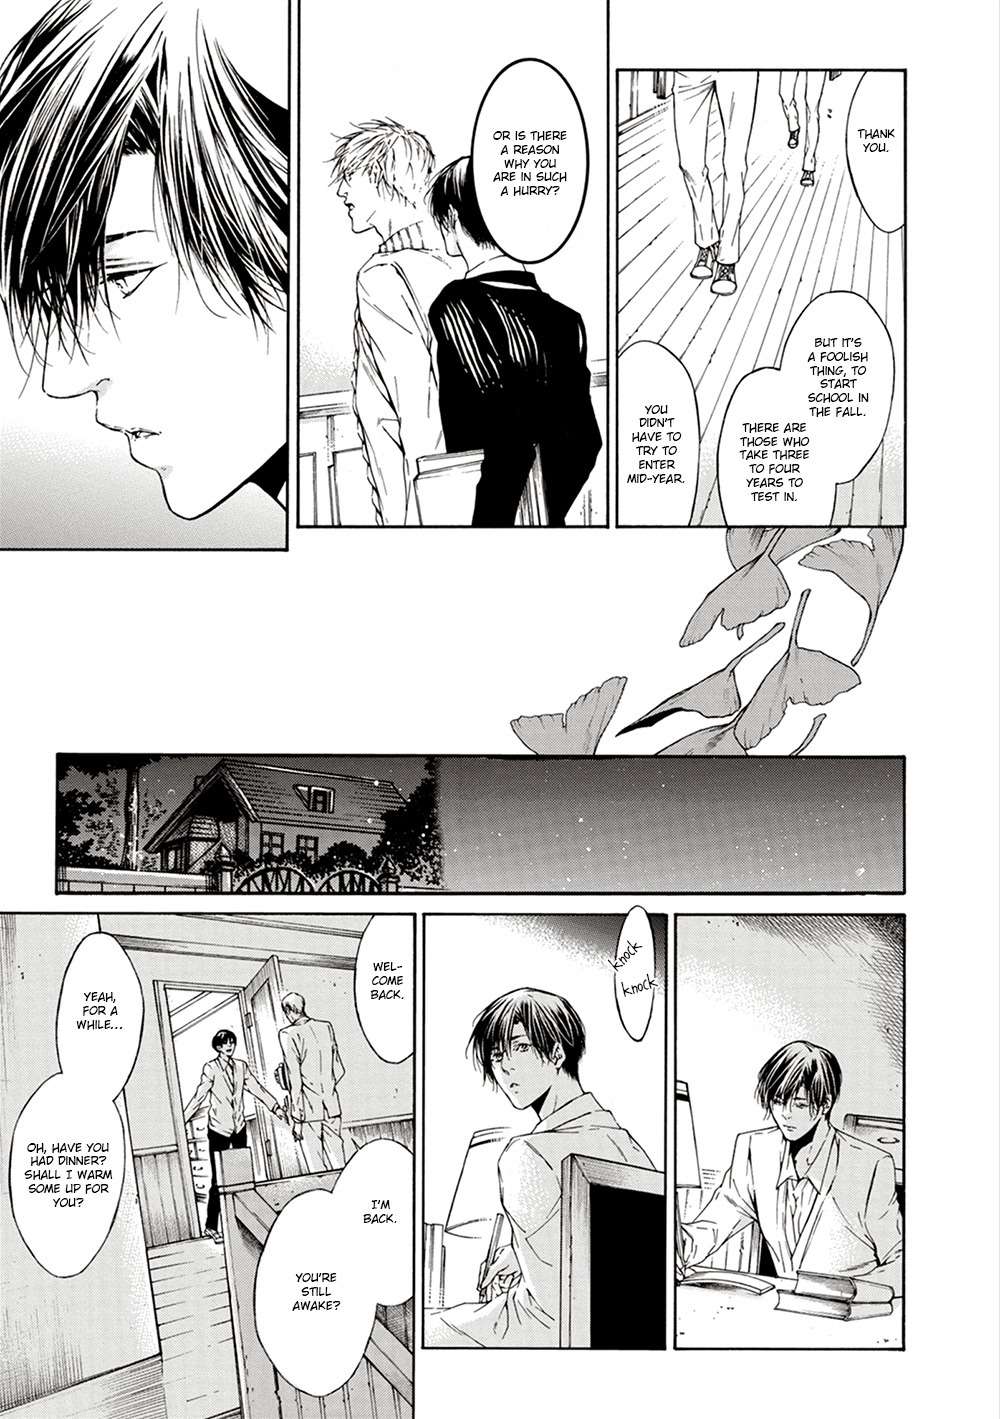 THANK
YOU.
BUT IT'S
A FOOLISH
THING, TO
START
SCHOOL IN
THE FALL.
THERE ARE
THOSE WHO
TAKE THREE
TO FOUR
YEARS TO
TEST IN.
YOU
DIDN'T
HAVE TO
TRY TO
ENTER
MID-YEAR.
OR IS THERE
A REASON
WHY YOU
ARE IN SUCH
A HURRY?
knock
knock
WEL-
COME
BACK.
I'M
BACK.
YOU'RE
STILL
AWAKE?
YEAH,
FOR A
WHILE...
OH, HAVE YOU
HAD DINNER?
SHALL I WARM
SOME UP FOR
YOU?